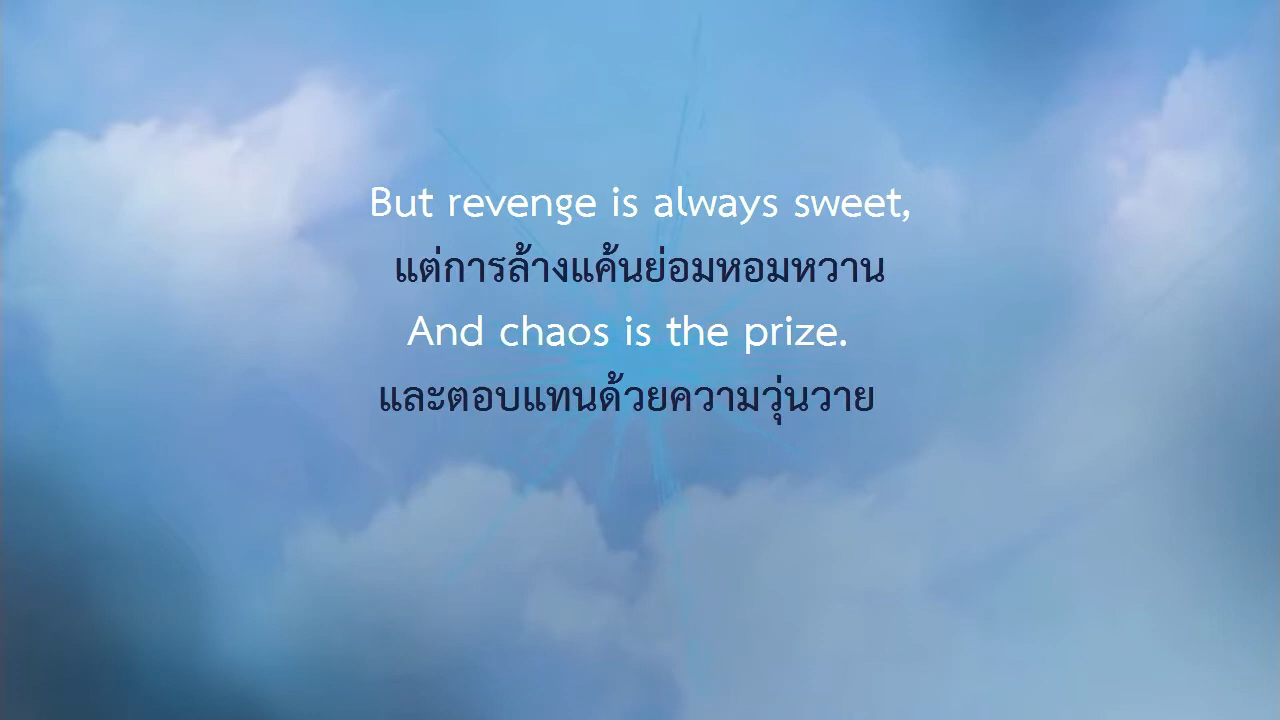 But revenge is always sweet,
แต่การล้างแค้นย่อมหอมหวาน
And chaos is the prize.
และตอบแทนด้วยความวุ่นวาย